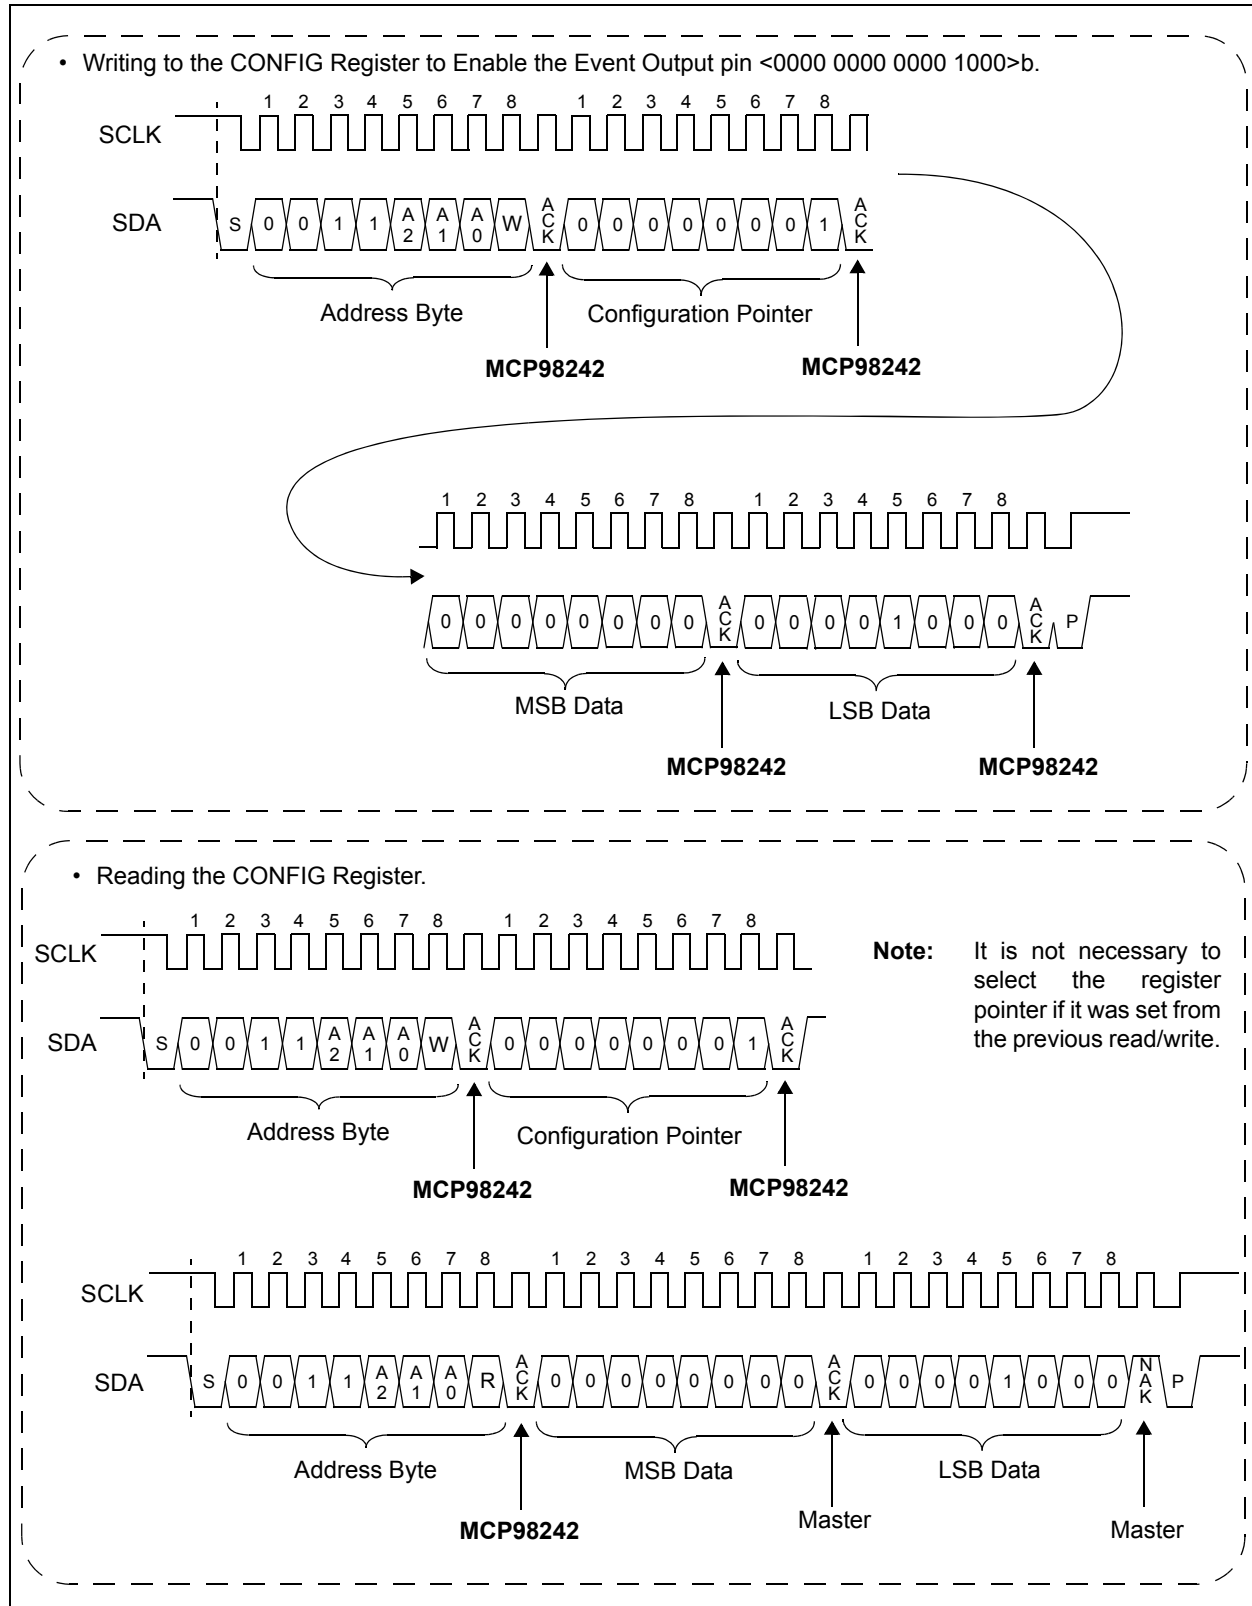 • Writing to the CONFIG Register to Enable the Event Output pin <0000 0000 0000 1000>b.
1 2 3 4 5 6 7 8 1 2 3 4 5 6 7 8
SCLK
SDA S 0 0 1 1 A2 A1 A0 W ACK 0 0 0 0 0 0 0 1 ACK
Address Byte Configuration Pointer
MCP98242 MCP98242
1 2 3 4 5 6 7 8 1 2 3 4 5 6 7 8
0 0 0 0 0 0 0 0 ACK 0 0 0 0 1 0 0 0 ACK P
MSB Data LSB Data
MCP98242 MCP98242
• Reading the CONFIG Register.
1 2 3 4 5 6 7 8 1 2 3 4 5 6 7 8
SCLK
SDA S 0 0 1 1 A2 A1 A0 W ACK 0 0 0 0 0 0 0 1 ACK
Address Byte Configuration Pointer
MCP98242 MCP98242
Note: It is not necessary to
select the register
pointer if it was set from
the previous read/write.
1 2 3 4 5 6 7 8 1 2 3 4 5 6 7 8 1 2 3 4 5 6 7 8
SCLK
SDA S 0 0 1 1 A2 A1 A0 R ACK 0 0 0 0 0 0 0 0 ACK 0 0 0 0 1 0 0 0 NAK P
Address Byte MSB Data LSB Data
MCP98242 Master Master